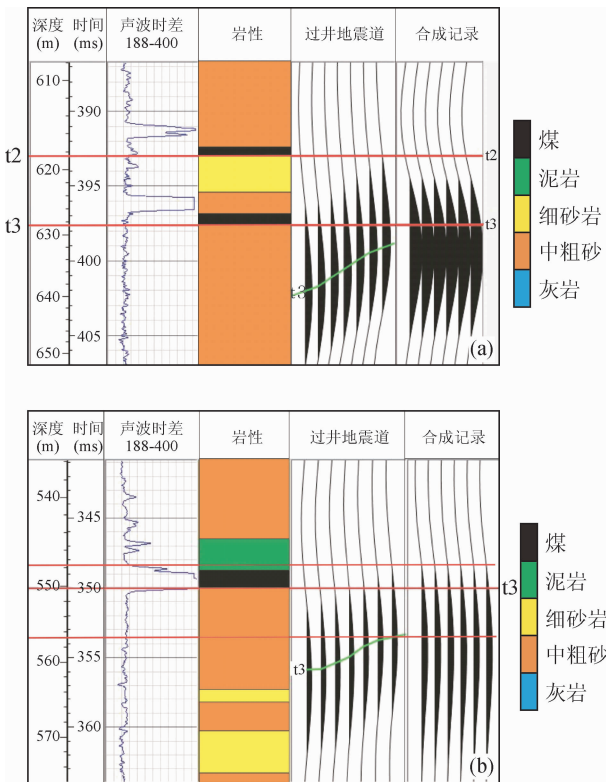 深度 时间 声波时差 岩性 过井地震道 合成记录
(m) (ms) 188-400
610
390
t2 t2
620
395
t3 t3
630
400
t3
640
405
650
(a)
煤
泥岩
细砂岩
中粗砂
灰岩
深度 时间 声波时差 岩性 过井地震道 合成记录
(m) (ms) 188-400
540
345
550 350 t3
560 355
t3
360
570
(b)
煤
泥岩
细砂岩
中粗砂
灰岩